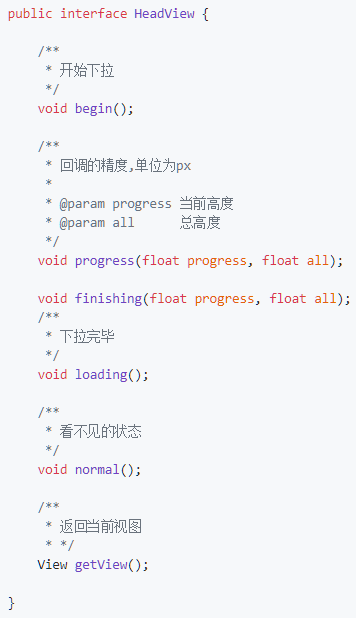 public interface HeadView {
    /**
     * 开始下拉
     */
    void begin();
    /**
     * 回调的精度,单位为px
     *
     * @param progress 当前高度
     * @param all      总高度
     */
    void progress(float progress, float all);
    void finishing(float progress, float all);
    /**
     * 下拉完毕
     */
    void loading();
    /**
     * 看不见的状态
     */
    void normal();
    /**
     * 返回当前视图
     * */
    View getView();
}